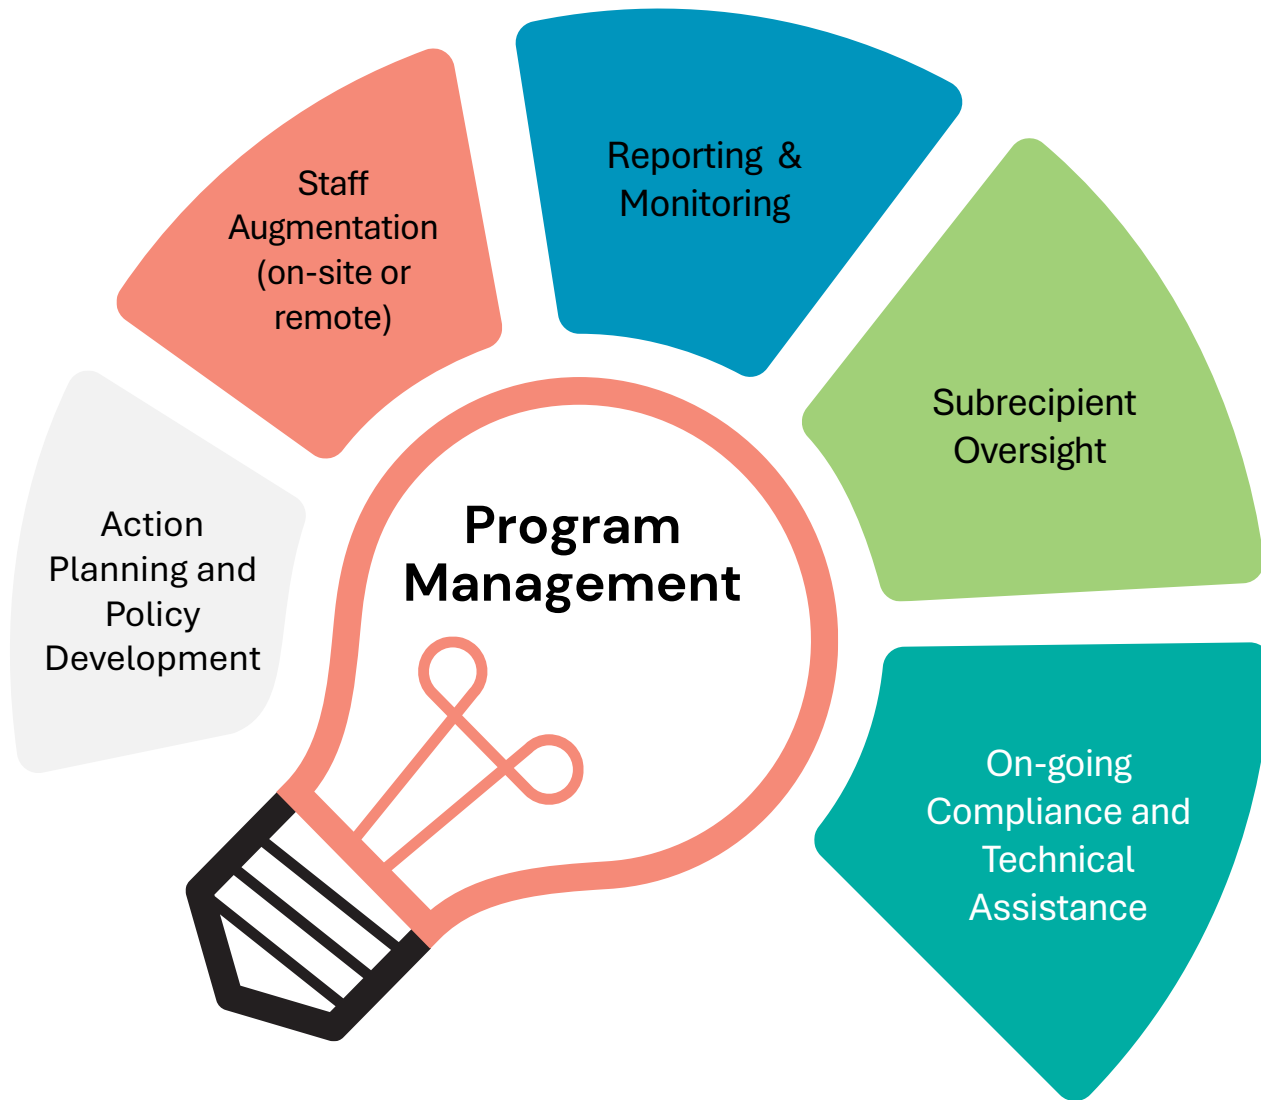 Staff
Augmentation
(on-site or
remote)
Reporting &
Monitoring
Subrecipient
Oversight
Action
Planning and
Policy
Development
Program
Management
On-going
Compliance and
Technical
Assistance